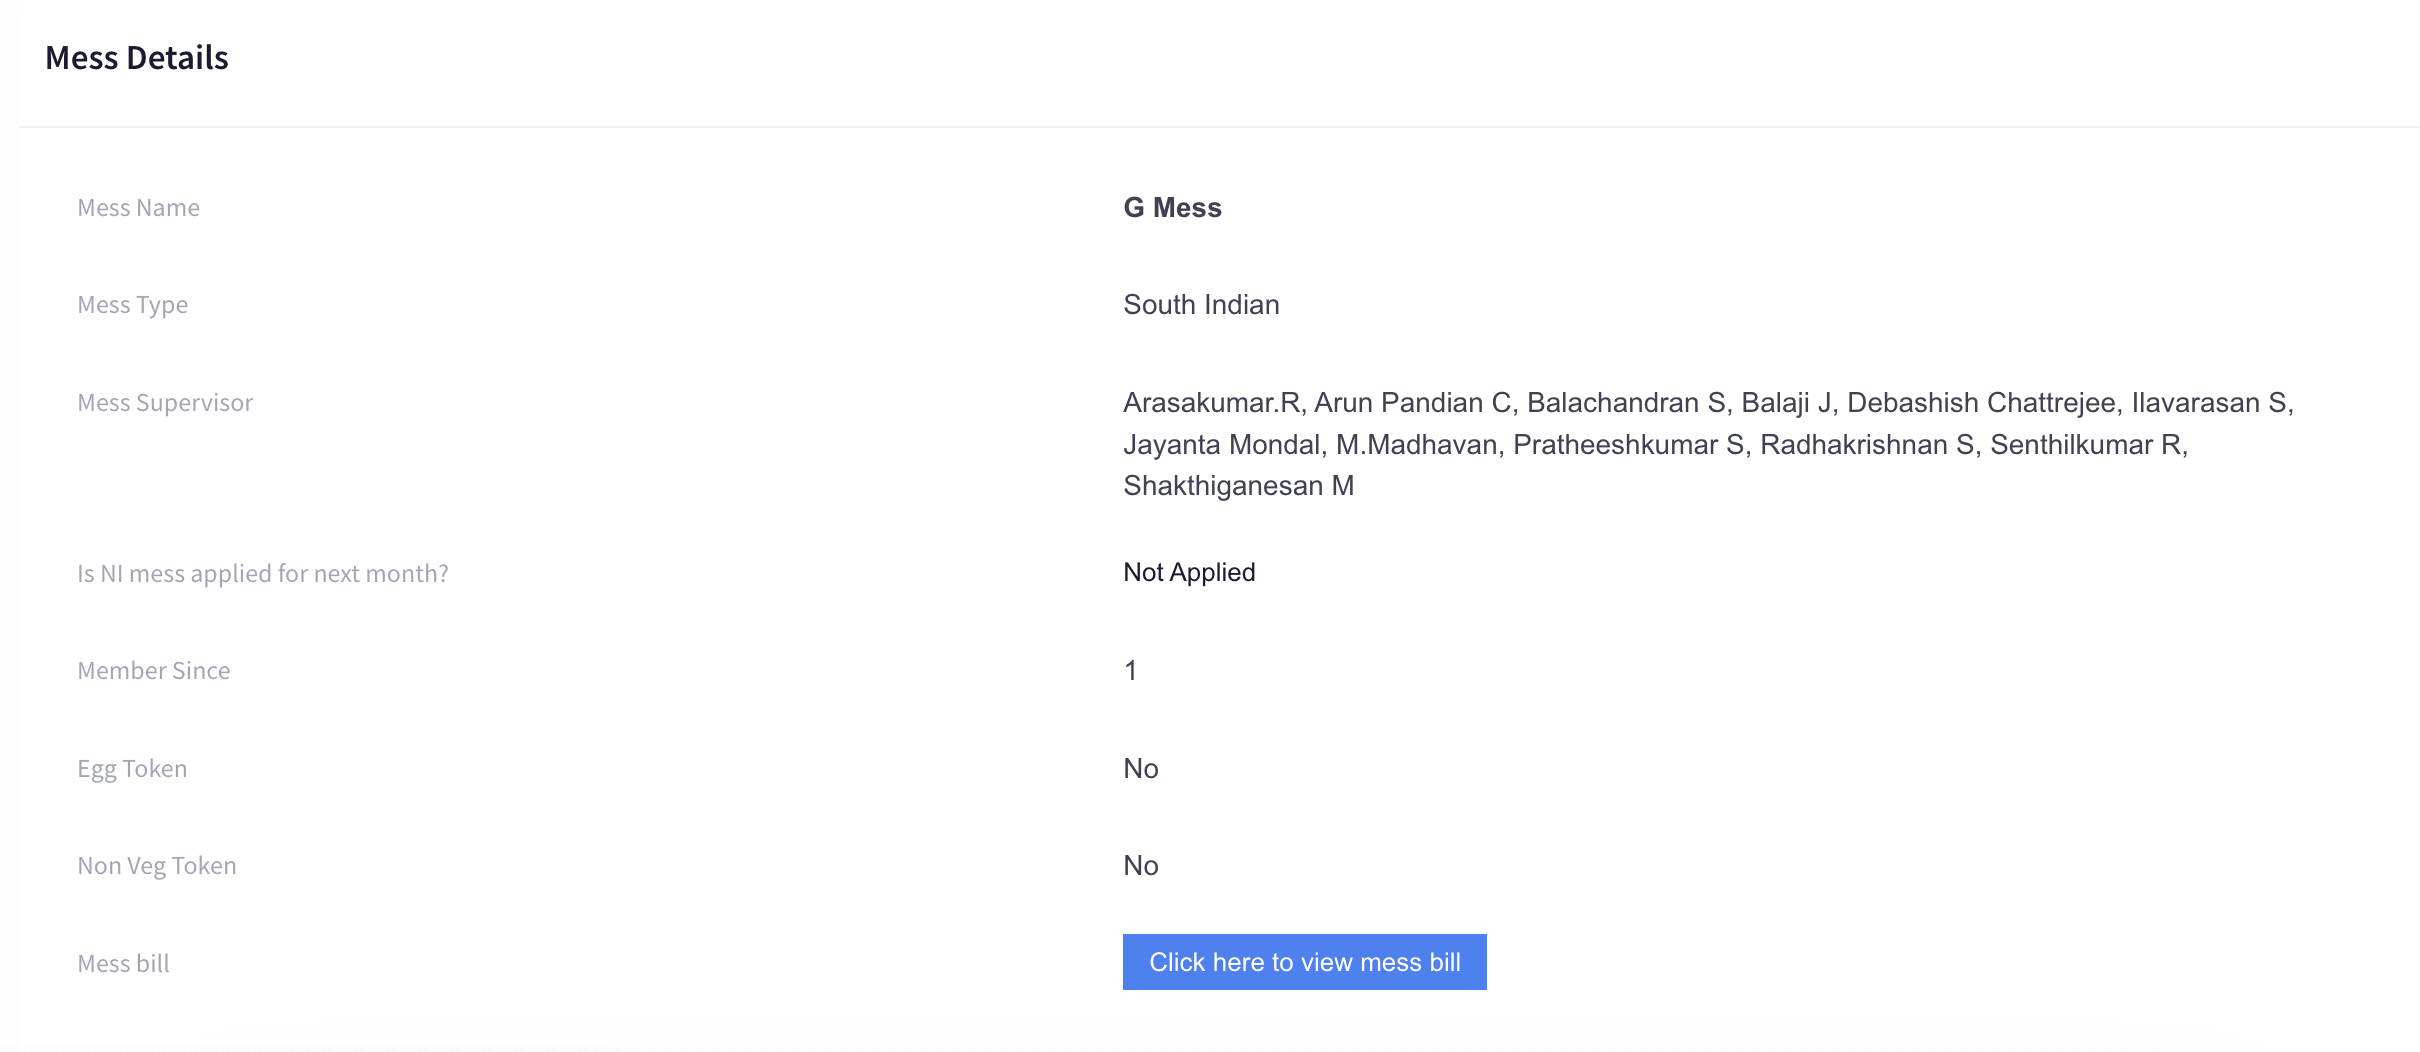 Mess Details
Mess Name
G Mess
Mess Type
South Indian
Mess Supervisor
Arasakumar.R, Arun Pandian C, Balachandran S, Balaji J, Debashish Chattrejee, Ilavarasan S,
Jayanta Mondal, M.Madhavan, Pratheeshkumar S, Radhakrishnan S, Senthilkumar R,
Shakthiganesan M
Is NI mess applied for next month?
Not Applied
Member Since
1
Egg Token
No
Non Veg Token
No
Mess bill
Click here to view mess bill